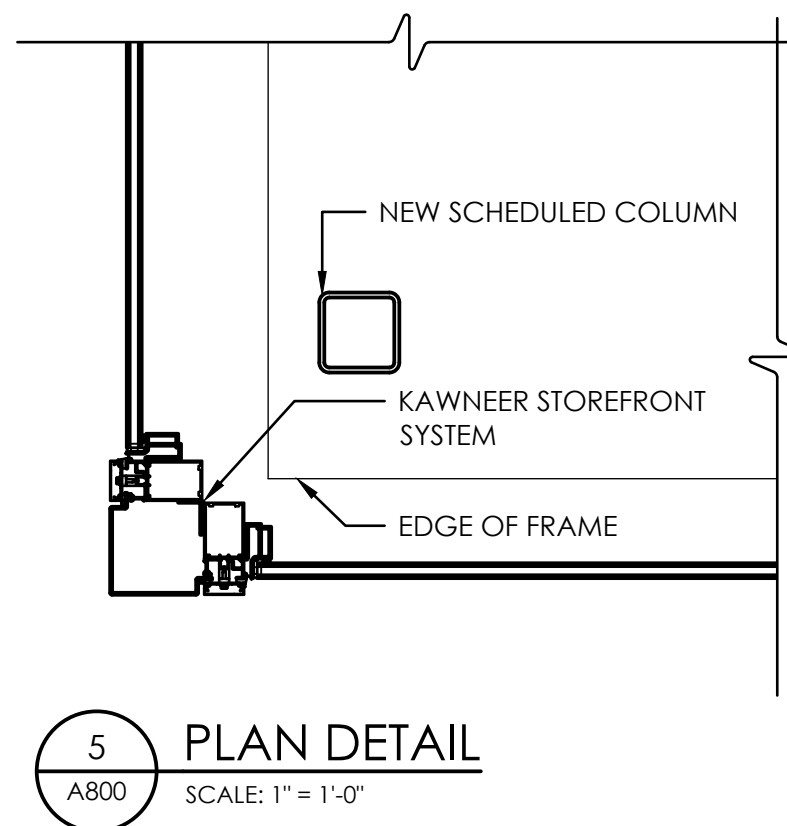 NEW SCHEDULED COLUMN
KAWNEER STOREFRONT
SYSTEM
EDGE OF FRAME
5
A800
PLAN DETAIL
SCALE: 1" = 1'-0"